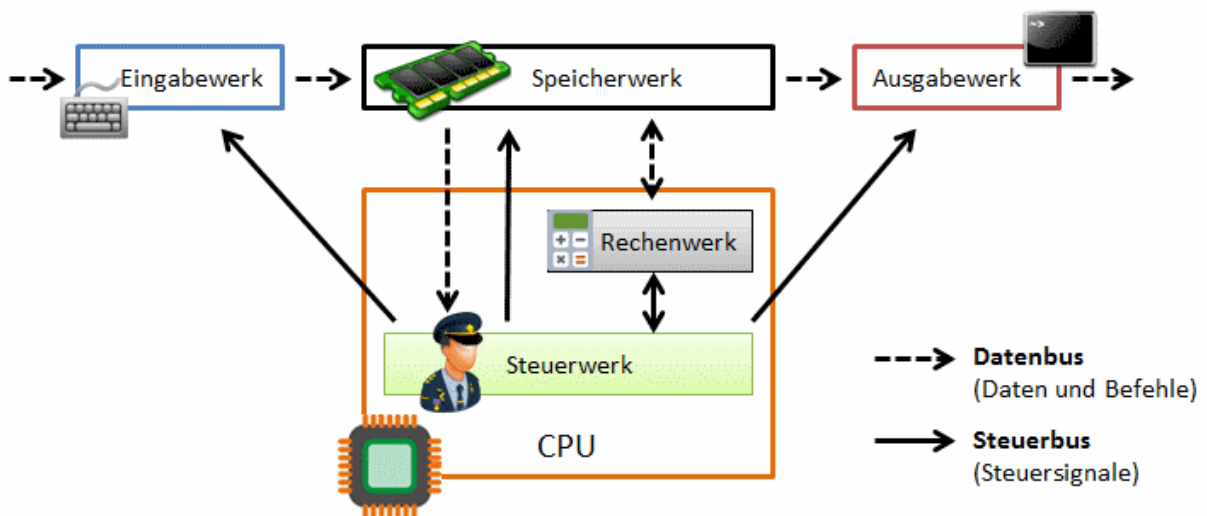 Eingabewerk
Speicherwerk
Ausgabewerk
Rechenwerk
Steuerwerk
CPU
Datenbus
(Daten und Befehle)
Steuerbus
(Steuersignale)